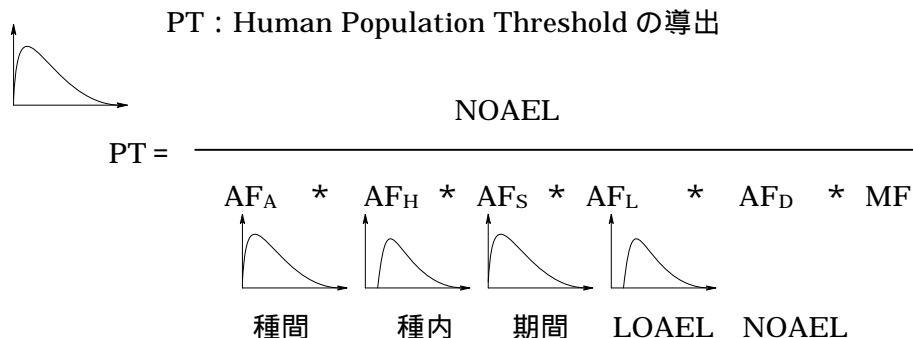 PT：Human Population Threshold の導出
NOAEL
PT =
AFA * AFH * AFS * AFL * AFD * MF
種間 種内 期間 LOAEL NOAEL